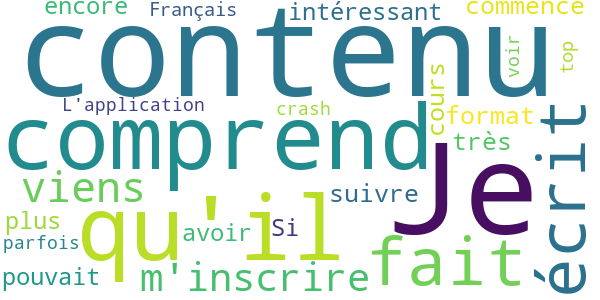 encore
Français
intéressant
commence
contenu
voir
top
L'application
crash
cours
format
comprend
très
Je
écrit
viens
qu'il
suivre
plus
avoir
Si
fait
parfois
pouvait
m'inscrire